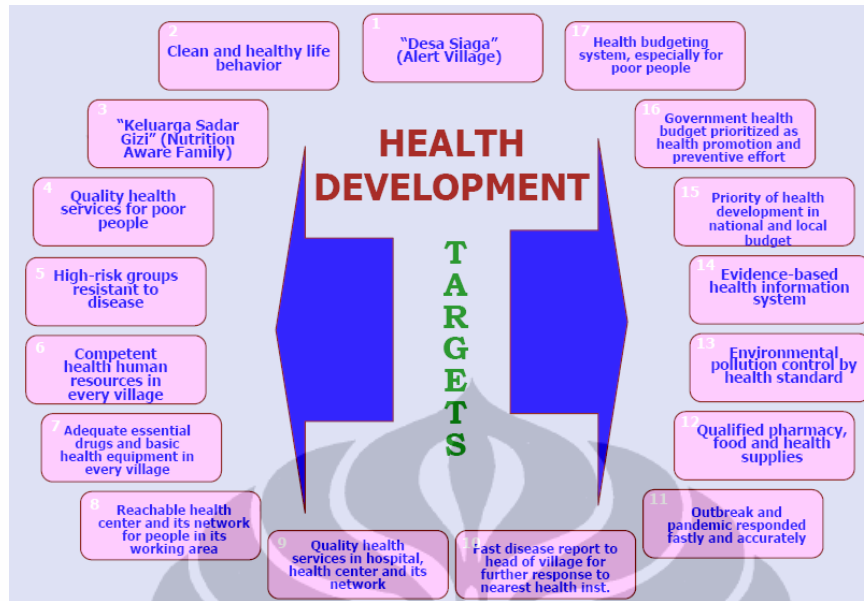 HEALTH
DEVELOPMENT
TARGETS
1
“Desa Siaga”
(Alert Village)
2
Clean and healthy life
behavior
3
“Keluarga Sadar
Gizi” (Nutrition
Aware Family)
4
Quality health
services for poor
people
5
High-risk groups
resistant to
disease
6
Competent
health human
resources in
every village
7
Adequate essential
drugs and basic
health equipment in
every village
8
Reachable health
center and its network
for people in its
working area
9
Quality health
services in hospital,
health center and its
network
10
Fast disease report to
head of village for
further response to
nearest health inst.
11
Outbreak and
pandemic responded
fastly and accurately
12
Qualified pharmacy,
food and health
supplies
13
Environmental
pollution control by
health standard
14
Evidence-based
health information
system
15
Priority of health
development in
national and local
budget
16
Government health
budget prioritized as
health promotion and
preventive effort
17
Health budgeting
system, especially for
poor people